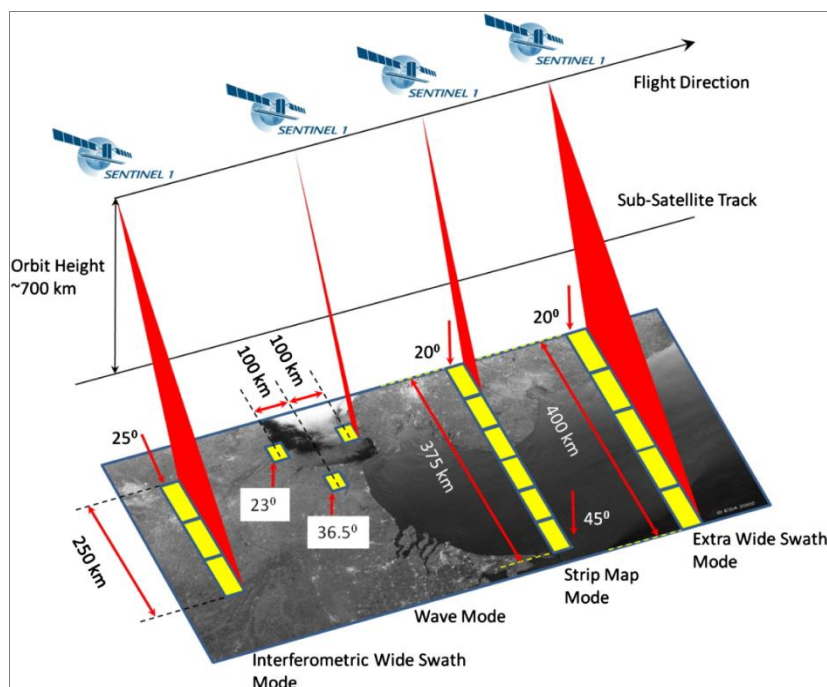 SENTINEL 1
SENTINEL 1
SENTINEL 1
SENTINEL 1
Flight Direction
Sub-Satellite Track
Orbit Height
~700 km
20⁰
20⁰
100 km
100 km
25⁰
375 km
400 km
23⁰
36.5⁰
45⁰
250 km
© ESA 2002
Extra Wide Swath
Mode
Strip Map
Mode
Wave Mode
Interferometric Wide Swath
Mode